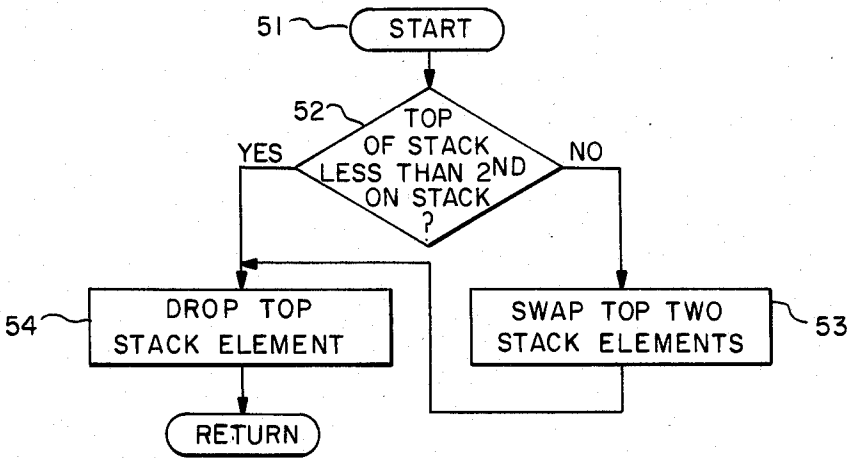 51
START
52
TOP
OF STACK
LESS THAN 2ND
ON STACK
?
YES
NO
54
DROP TOP
STACK ELEMENT
SWAP TOP TWO
STACK ELEMENTS
53
RETURN